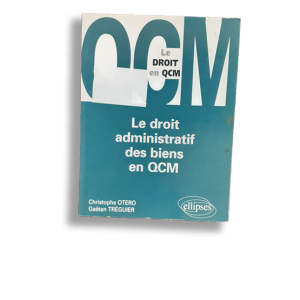 QCM
Le
DROIT
en QCM
Le droit
administratif
des biens
en QCM
Christophe OTERO
Gaëtan TRÉGUIER
ellipses